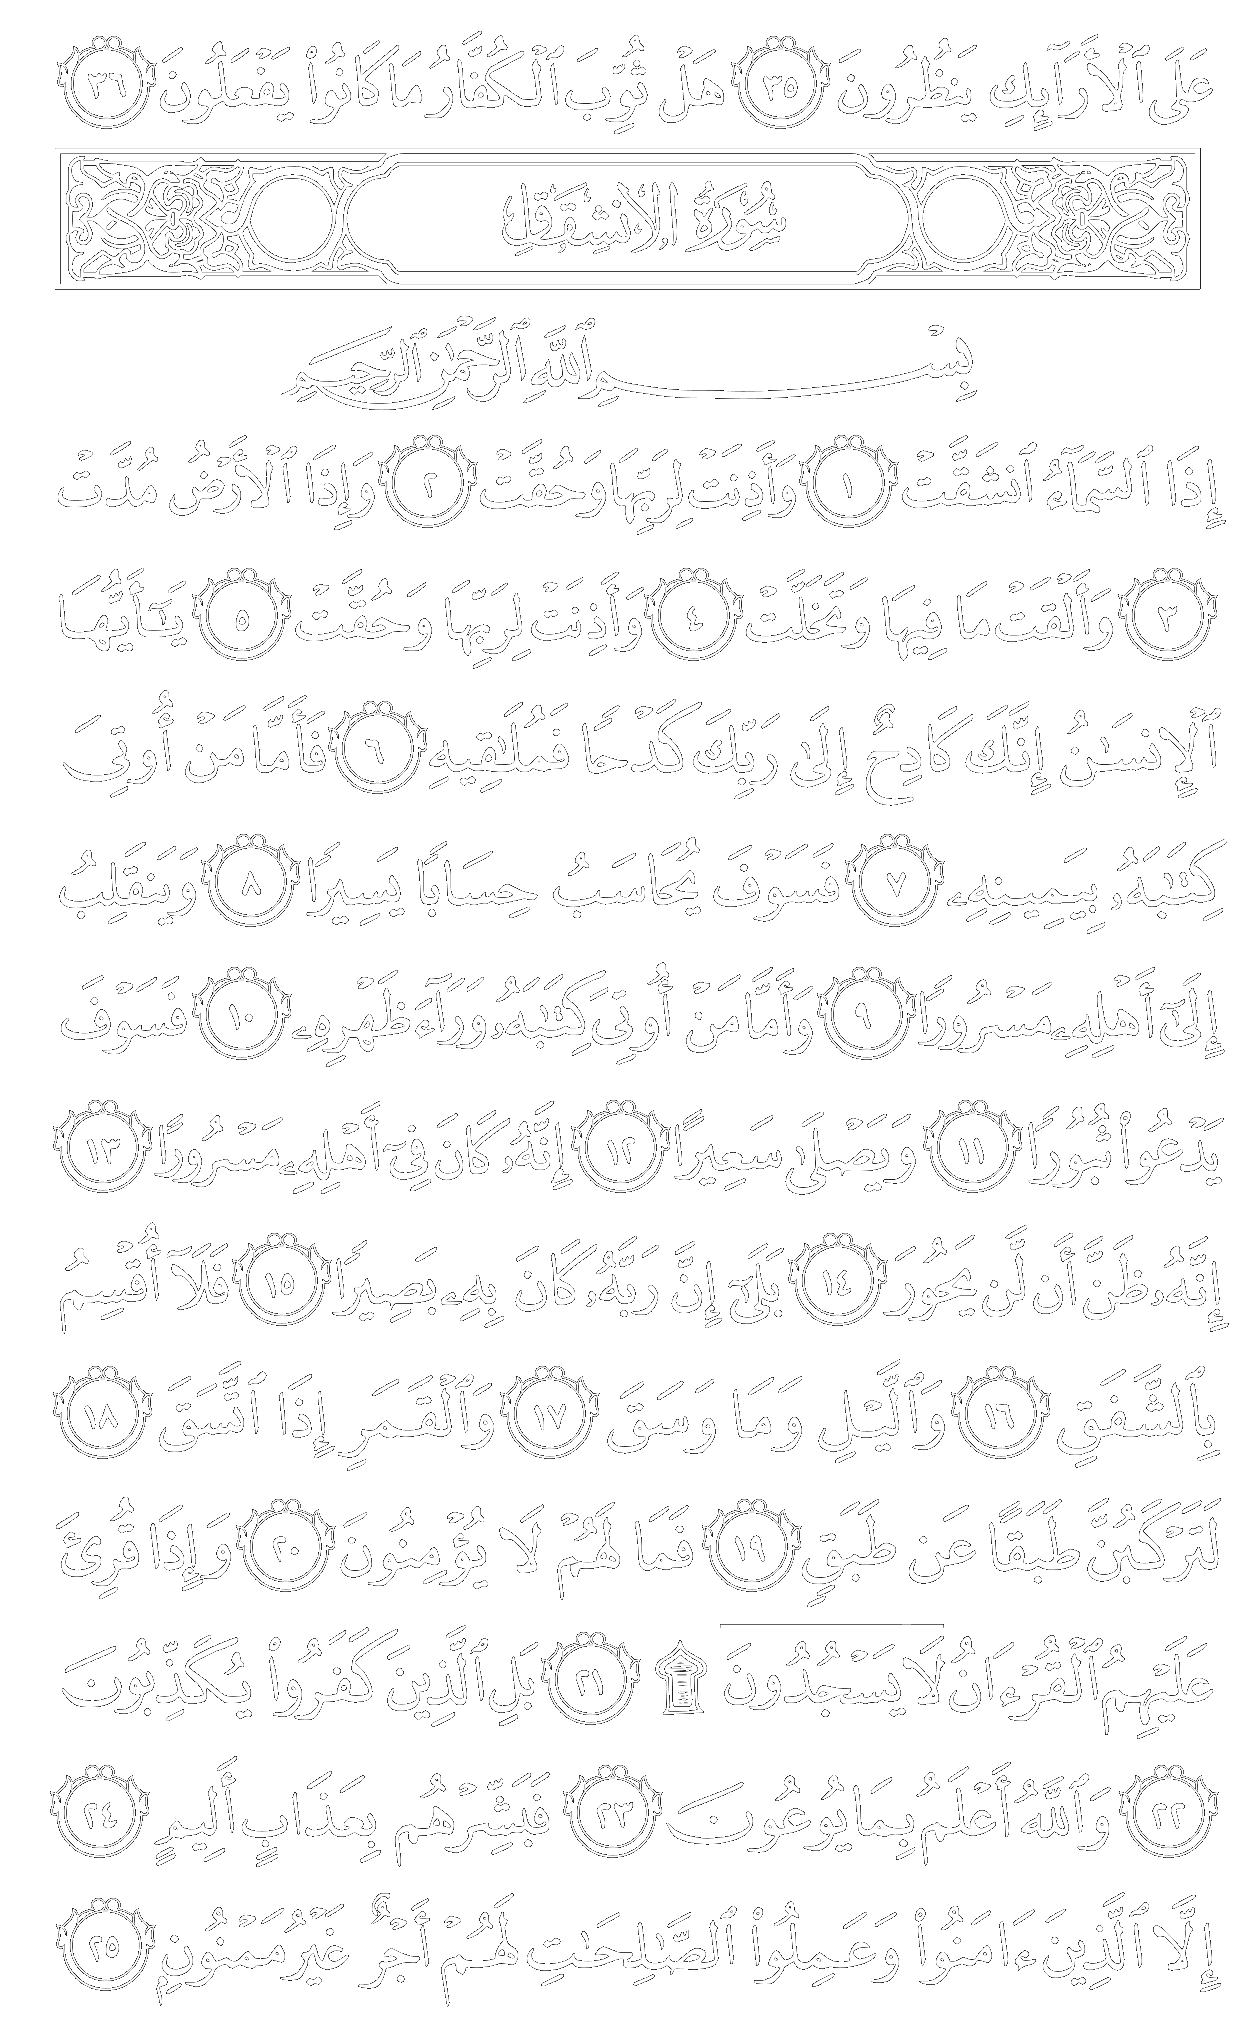 عَلَى ٱلْأَرَآئِكِ يَنظُرُونَ ٣٥ هَلْ ثُوِّبَ ٱلْكُفَّارُ مَا كَانُوا۟ يَفْعَلُونَ ٣٦
سُورَةُ الانشِقَاقِ
بِسْمِ ٱللَّهِ ٱلرَّحْمَٰنِ ٱلرَّحِيمِ
إِذَا ٱلسَّمَآءُ ٱنشَقَّتْ ١ وَأَذِنَتْ لِرَبِّهَا وَحُقَّتْ ٢ وَإِذَا ٱلْأَرْضُ مُدَّتْ
٣ وَأَلْقَتْ مَا فِيهَا وَتَخَلَّتْ ٤ وَأَذِنَتْ لِرَبِّهَا وَحُقَّتْ ٥ يَٰٓأَيُّهَا
ٱلْإِنسَٰنُ إِنَّكَ كَادِحٌ إِلَىٰ رَبِّكَ كَدْحًا فَمُلَٰقِيهِ ٦ فَأَمَّا مَنْ أُوتِىَ
كِتَٰبَهُۥ بِيَمِينِهِۦ ٧ فَسَوْفَ يُحَاسَبُ حِسَابًا يَسِيرًا ٨ وَيَنقَلِبُ
إِلَىٰٓ أَهْلِهِۦ مَسْرُورًا ٩ وَأَمَّا مَنْ أُوتِىَ كِتَٰبَهُۥ وَرَآءَ ظَهْرِهِۦ ١٠ فَسَوْفَ
يَدْعُوا۟ ثُبُورًا ١١ وَيَصْلَىٰ سَعِيرًا ١٢ إِنَّهُۥ كَانَ فِىٓ أَهْلِهِۦ مَسْرُورًا ١٣
إِنَّهُۥ ظَنَّ أَن لَّن يَحُورَ ١٤ بَلَىٰٓ إِنَّ رَبَّهُۥ كَانَ بِهِۦ بَصِيرًا ١٥ فَلَآ أُقْسِمُ
بِٱلشَّفَقِ ١٦ وَٱلَّيْلِ وَمَا وَسَقَ ١٧ وَٱلْقَمَرِ إِذَا ٱتَّسَقَ ١٨
لَتَرْكَبُنَّ طَبَقًا عَن طَبَقٍ ١٩ فَمَا لَهُمْ لَا يُؤْمِنُونَ ٢٠ وَإِذَا قُرِئَ
عَلَيْهِمُ ٱلْقُرْءَانُ لَا يَسْجُدُونَ ۩ ٢١ بَلِ ٱلَّذِينَ كَفَرُوا۟ يُكَذِّبُونَ
٢٢ وَٱللَّهُ أَعْلَمُ بِمَا يُوعُونَ ٢٣ فَبَشِّرْهُم بِعَذَابٍ أَلِيمٍ ٢٤
إِلَّا ٱلَّذِينَ ءَامَنُوا۟ وَعَمِلُوا۟ ٱلصَّٰلِحَٰتِ لَهُمْ أَجْرٌ غَيْرُ مَمْنُونٍۭ ٢٥